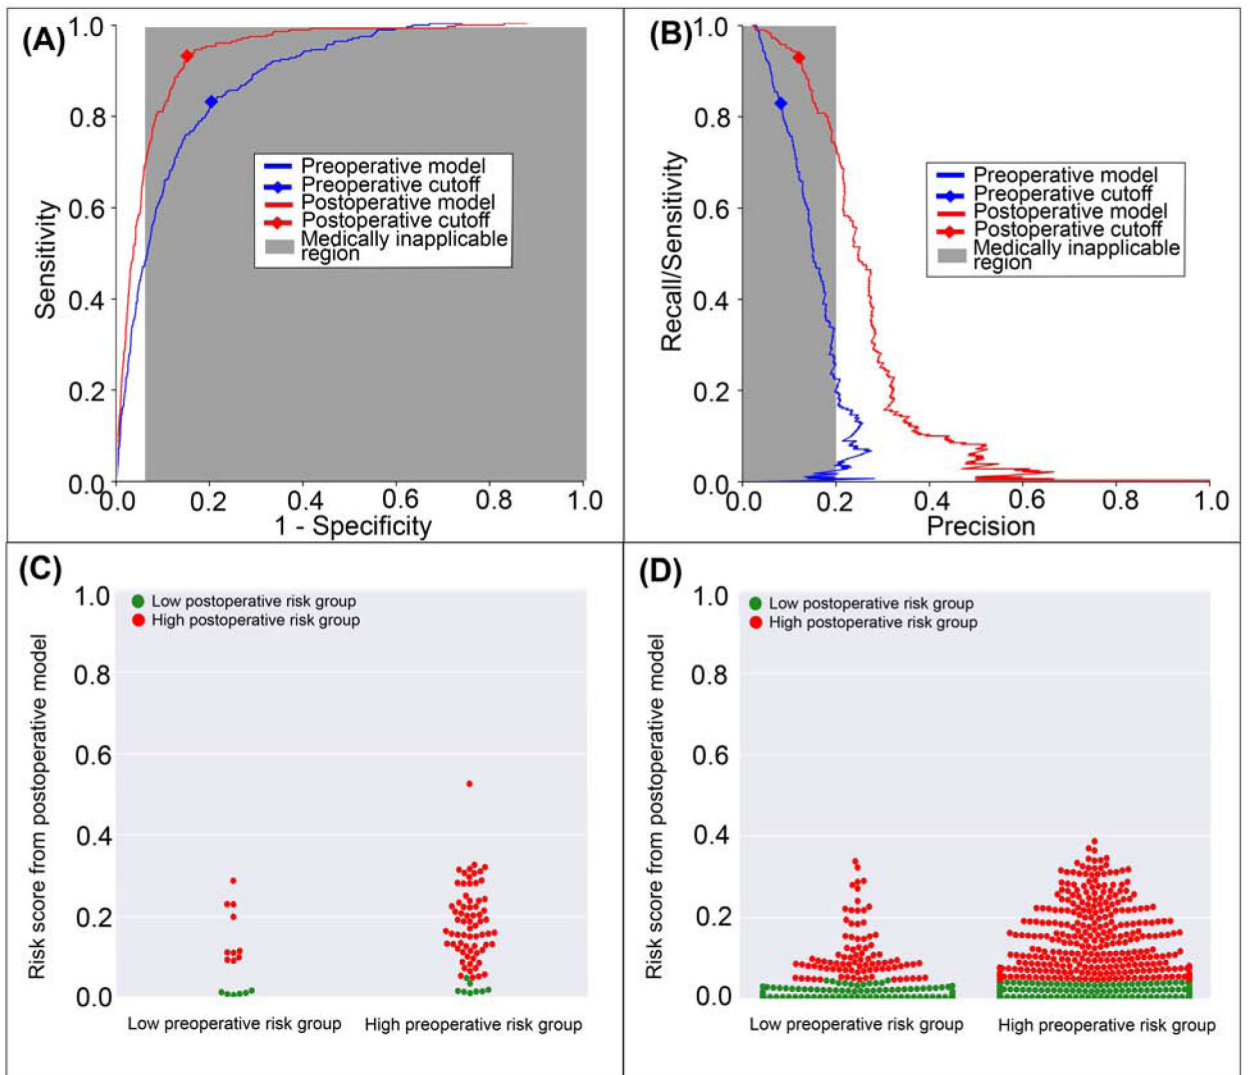 (A)
1.0
0.8
0.6
0.4
0.2
0.0
Sensitivity
Preoperative model
Preoperative cutoff
Postoperative model
Postoperative cutoff
Medically inapplicable
region
0.0
0.2
0.4
0.6
0.8
1.0
1 - Specificity
(B)
1.0
0.8
0.6
0.4
0.2
0.0
Recall/Sensitivity
Preoperative model
Preoperative cutoff
Postoperative model
Postoperative cutoff
Medically inapplicable
region
0.0
0.2
0.4
0.6
0.8
1.0
Precision
(C)
1.0
0.8
0.6
0.4
0.2
0.0
Risk score from postoperative model
Low postoperative risk group
High postoperative risk group
Low preoperative risk group
High preoperative risk group
(D)
1.0
0.8
0.6
0.4
0.2
0.0
Risk score from postoperative model
Low postoperative risk group
High postoperative risk group
Low preoperative risk group
High preoperative risk group